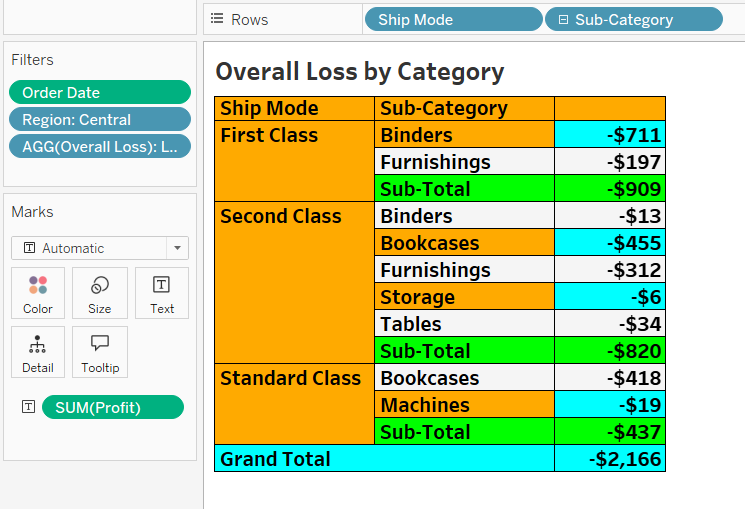 Rows
Ship Mode
Sub-Category
Filters
Order Date
Region: Central
AGG(Overall Loss): L..
Marks
Automatic
Color Size Text
Detail Tooltip
SUM(Profit)
Overall Loss by Category
Ship Mode Sub-Category
First Class Binders -$711
Furnishings -$197
Sub-Total -$909
Second Class Binders -$13
Bookcases -$455
Furnishings -$312
Storage -$6
Tables -$34
Sub-Total -$820
Standard Class Bookcases -$418
Machines -$19
Sub-Total -$437
Grand Total -$2,166